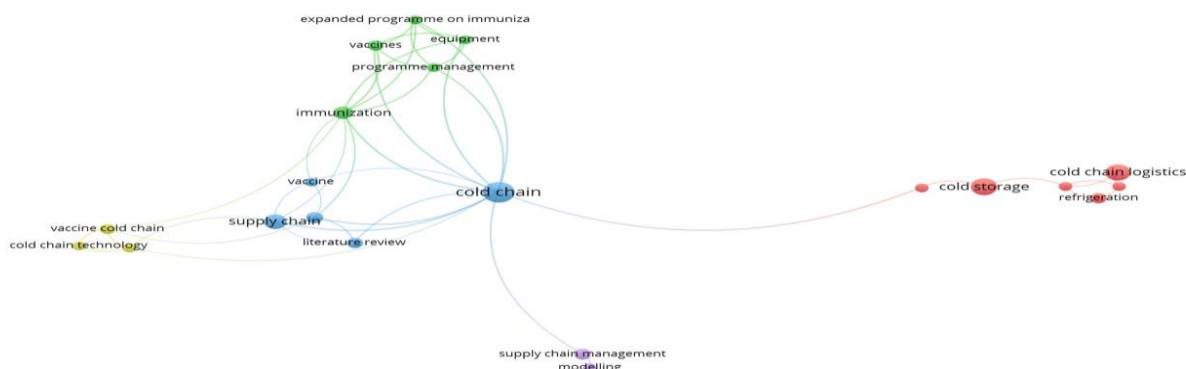 expanded programme on immuniza
vaccines
equipment
programme management
immunization
vaccine
cold chain
cold chain logistics
cold storage
refrigeration
supply chain
vaccine cold chain
literature review
cold chain technology
supply chain management
modelling